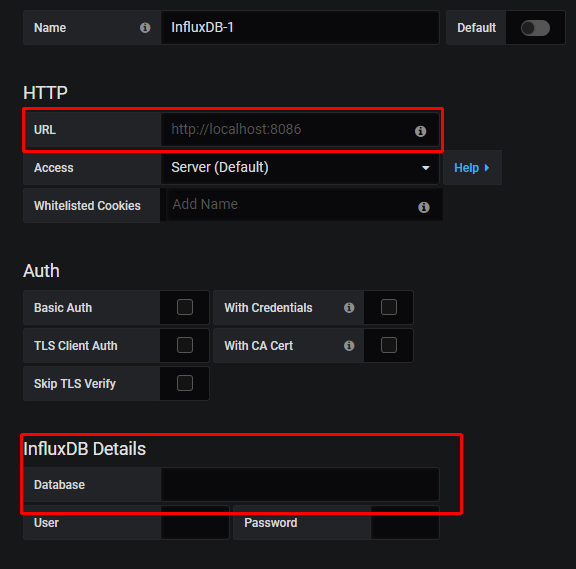 Name InfluxDB-1 Default
HTTP
URL http://localhost:8086
Access Server (Default) Help
Whitelisted Cookies Add Name
Auth
Basic Auth With Credentials
TLS Client Auth With CA Cert
Skip TLS Verify
InfluxDB Details
Database
User Password